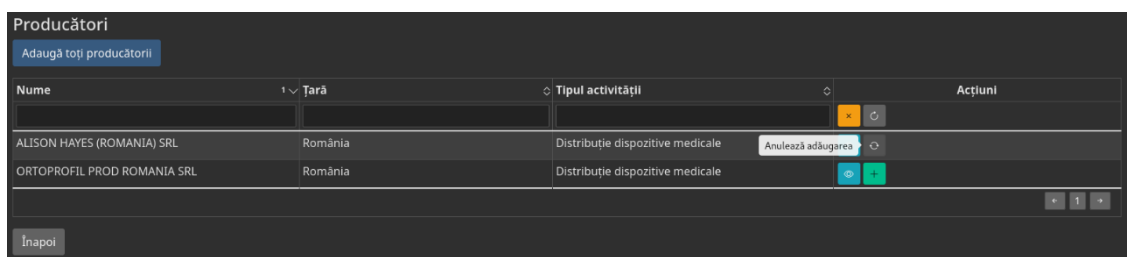 Producători
Adaugă toți producătorii
Nume 1 Țară Tipul activității Acțiuni
ALISON HAYES (ROMANIA) SRL România Distribuție dispozitive medicale Anulează adăugarea
ORTOPROFIL PROD ROMANIA SRL România Distribuție dispozitive medicale
1
Înapoi